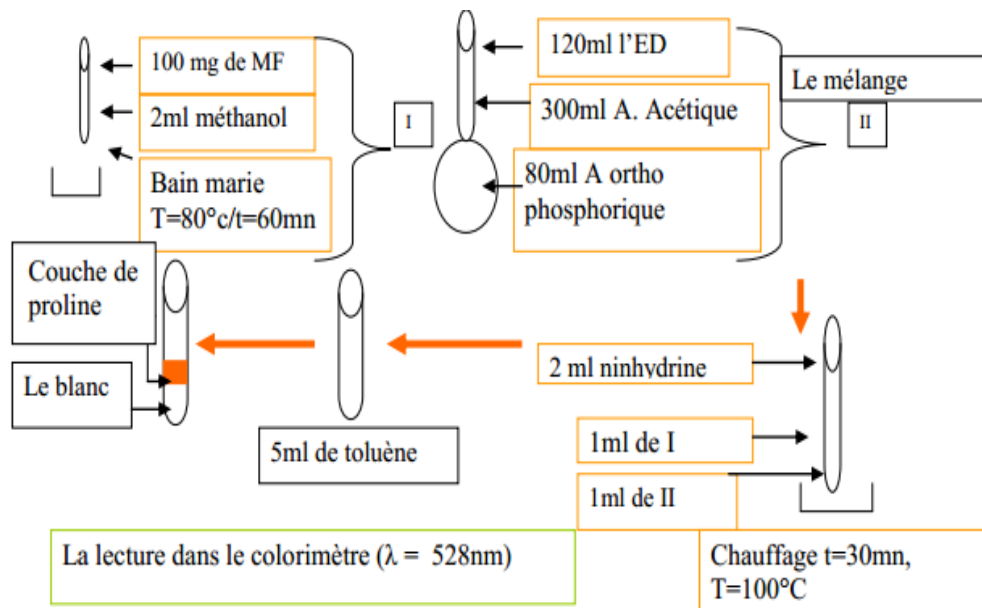 100 mg de MF
2ml méthanol
Bain marie
T=80°c/t=60mn
I
120ml l’ED
300ml A. Acétique
80ml A ortho
phosphorique
Le mélange
II
Couche de
proline
Le blanc
5ml de toluène
2 ml ninhydrine
1ml de I
1ml de II
La lecture dans le colorimètre (λ = 528nm)
Chauffage t=30mn,
T=100°C